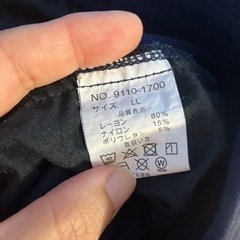 NO. 9110-1700
サイズ LL
品質表示
レーヨン 80%
ナイロン 15%
ポリウレタン 5%
取扱い方